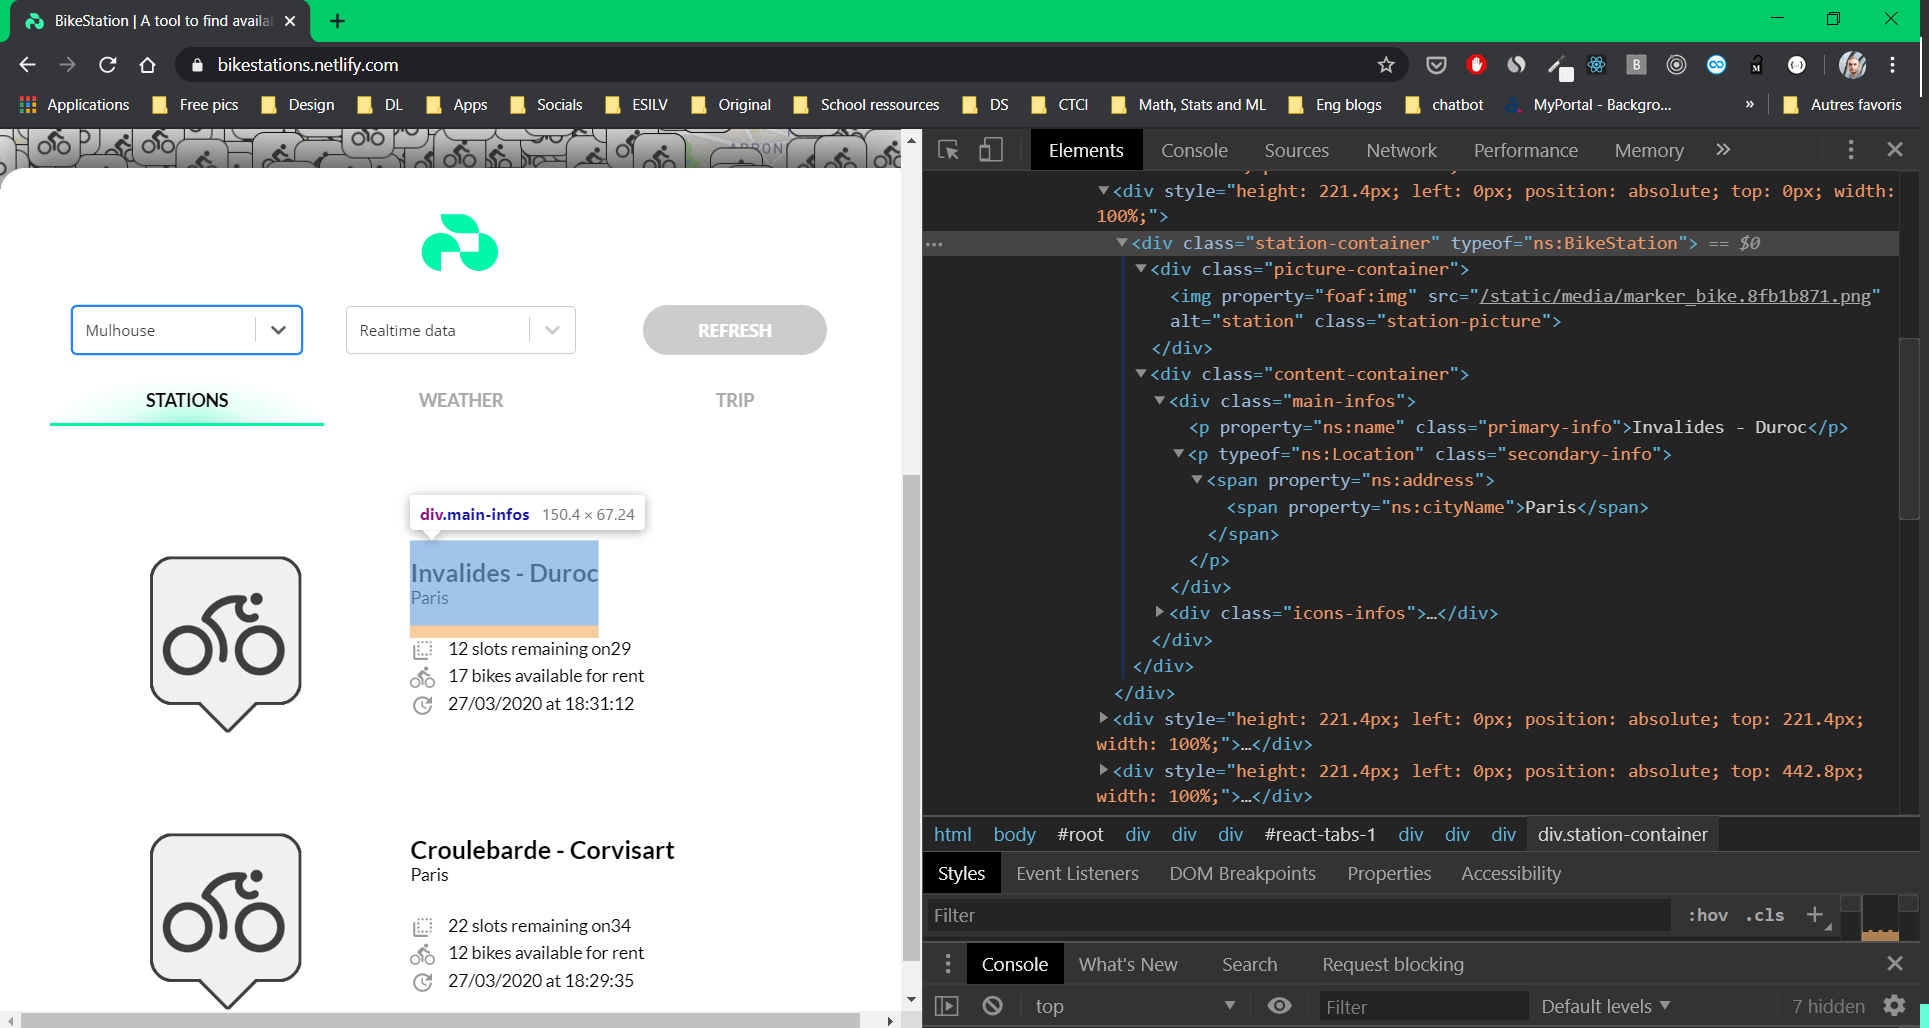 BikeStation | A tool to find availa
bikestations.netlify.com
Applications Free pics Design DL Apps Socials ESILV Original School ressources DS CTCI Math, Stats and ML Eng blogs chatbot MyPortal - Backgro... » Autres favoris
ARRON
Mulhouse
Realtime data
REFRESH
STATIONS WEATHER TRIP
div.main-infos 150.4 × 67.24
Invalides - Duroc
Paris
12 slots remaining on29
17 bikes available for rent
27/03/2020 at 18:31:12
Croulebarde - Corvisart
Paris
22 slots remaining on34
12 bikes available for rent
27/03/2020 at 18:29:35
Elements Console Sources Network Performance Memory »
<div style="height: 221.4px; left: 0px; position: absolute; top: 0px; width:
100%;">
<div class="station-container" typeof="ns:BikeStation"> == $0
<div class="picture-container">
<img property="foaf:img" src="/static/media/marker_bike.8fb1b871.png"
alt="station" class="station-picture">
</div>
<div class="content-container">
<div class="main-infos">
<p property="ns:name" class="primary-info">Invalides - Duroc</p>
<p typeof="ns:Location" class="secondary-info">
<span property="ns:address">
<span property="ns:cityName">Paris</span>
</span>
</p>
</div>
<div class="icons-infos">…</div>
</div>
</div>
</div>
<div style="height: 221.4px; left: 0px; position: absolute; top: 221.4px;
width: 100%;">…</div>
<div style="height: 221.4px; left: 0px; position: absolute; top: 442.8px;
width: 100%;">…</div>
html body #root div div div #react-tabs-1 div div div div.station-container
Styles Event Listeners DOM Breakpoints Properties Accessibility
Filter :hov .cls +
Console What's New Search Request blocking
top Filter Default levels 7 hidden